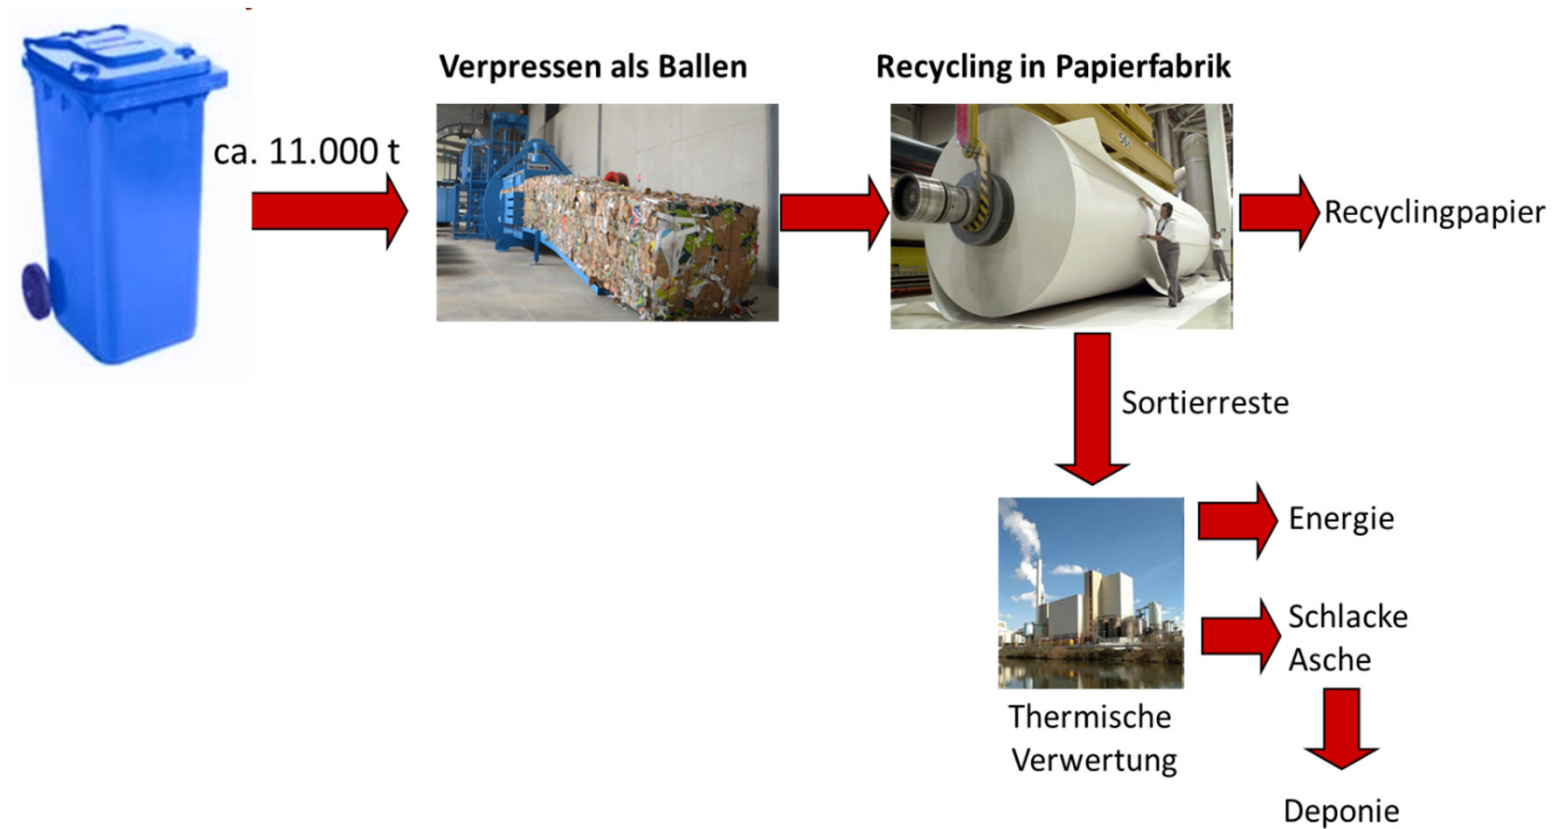 Verpressen als Ballen
Recycling in Papierfabrik
ca. 11.000 t
Recyclingpapier
Sortierreste
Energie
Schlacke
Asche
Thermische
Verwertung
Deponie